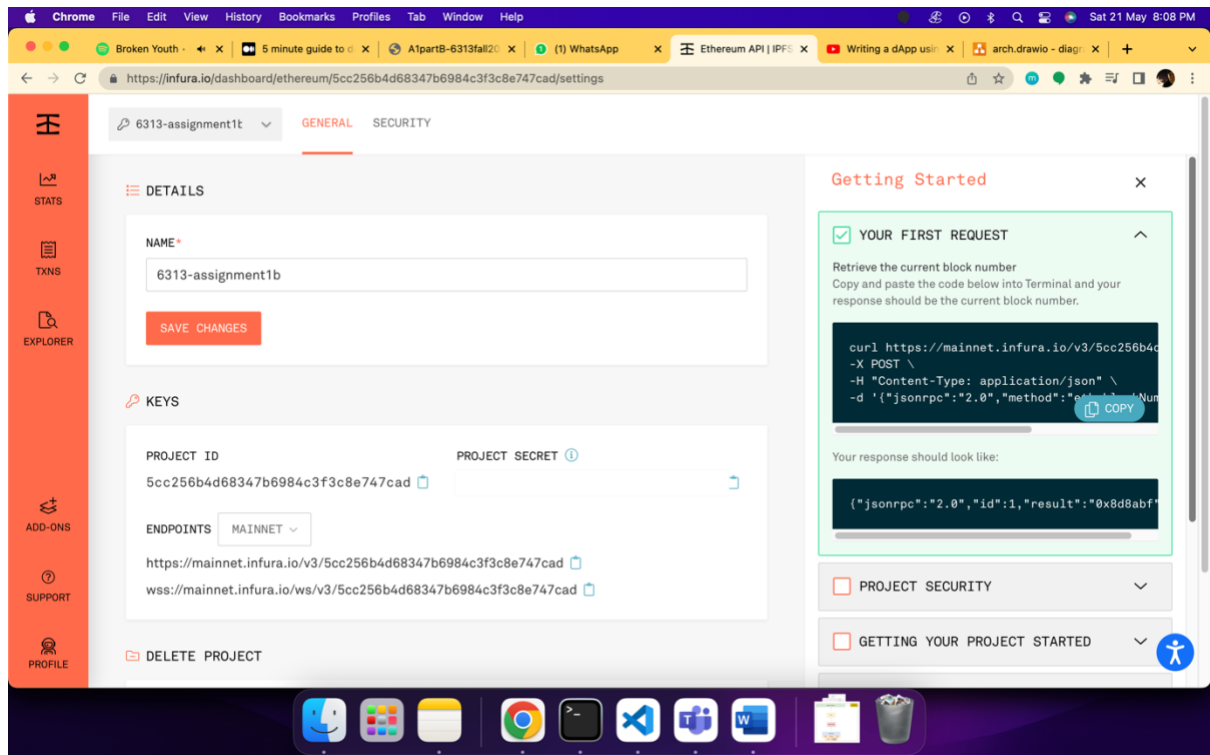 Chrome File Edit View History Bookmarks Profiles Tab Window Help Sat 21 May 8:08 PM
Broken Youth - 5 minute guide to d A1partB-6313fall20 (1) WhatsApp Ethereum API | IPFS Writing a dApp usin arch.drawio - diagr
https://infura.io/dashboard/ethereum/5cc256b4d68347b6984c3f3c8e747cad/settings
6313-assignment1b GENERAL SECURITY
STATS
TXNS
EXPLORER
ADD-ONS
SUPPORT
PROFILE
DETAILS
NAME*
6313-assignment1b
SAVE CHANGES
KEYS
PROJECT ID PROJECT SECRET
5cc256b4d68347b6984c3f3c8e747cad
ENDPOINTS MAINNET
https://mainnet.infura.io/v3/5cc256b4d68347b6984c3f3c8e747cad
wss://mainnet.infura.io/ws/v3/5cc256b4d68347b6984c3f3c8e747cad
DELETE PROJECT
Getting Started
YOUR FIRST REQUEST
Retrieve the current block number
Copy and paste the code below into Terminal and your
response should be the current block number.
curl https://mainnet.infura.io/v3/5cc256b4d
-X POST \
-H "Content-Type: application/json" \
-d '{"jsonrpc":"2.0","method":" Num
COPY
Your response should look like:
{"jsonrpc":"2.0","id":1,"result":"0x8d8abf"
PROJECT SECURITY
GETTING YOUR PROJECT STARTED